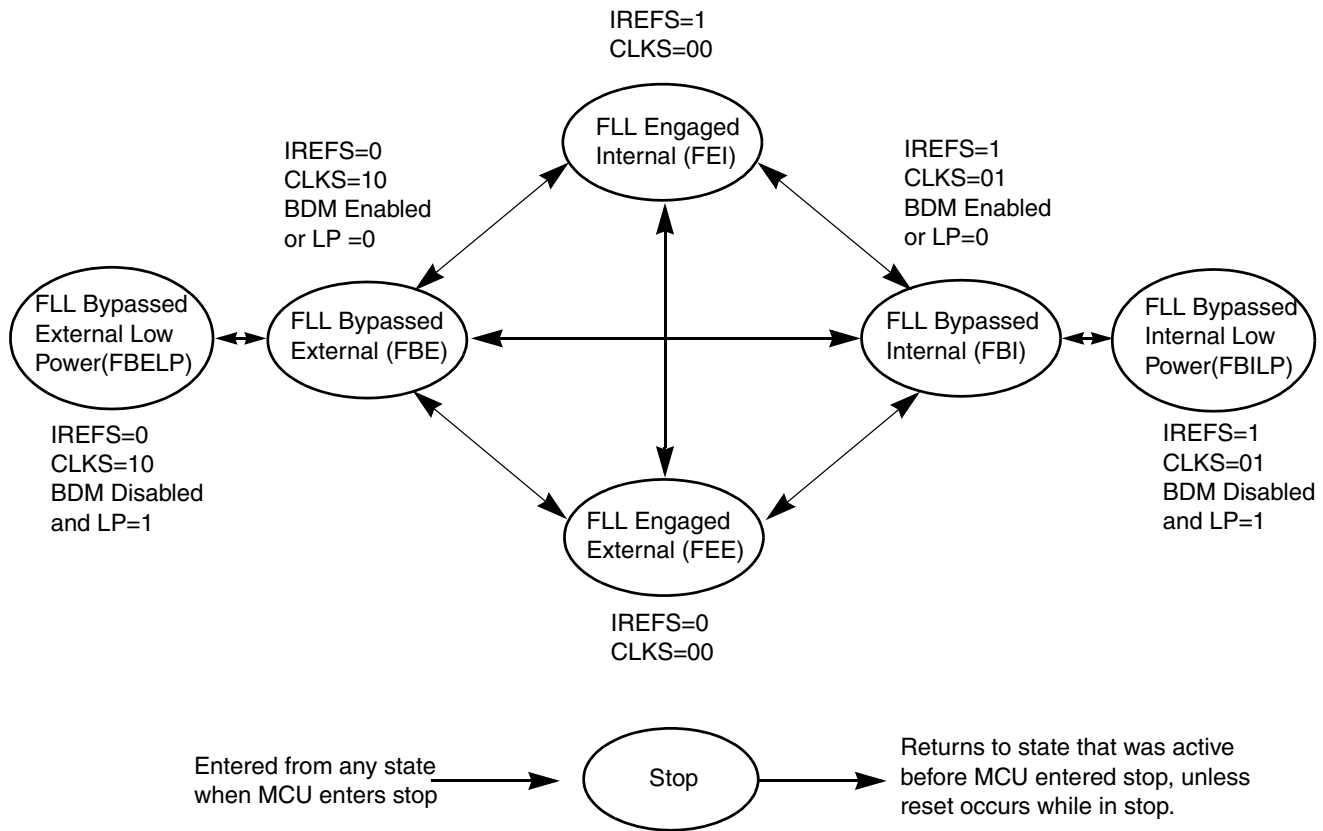 IREFS=1
CLKS=00
FLL Engaged
Internal (FEI)
IREFS=0
CLKS=10
BDM Enabled
or LP =0
IREFS=1
CLKS=01
BDM Enabled
or LP=0
FLL Bypassed
External Low
Power(FBELP)
FLL Bypassed
External (FBE)
FLL Bypassed
Internal (FBI)
FLL Bypassed
Internal Low
Power(FBILP)
IREFS=0
CLKS=10
BDM Disabled
and LP=1
IREFS=1
CLKS=01
BDM Disabled
and LP=1
FLL Engaged
External (FEE)
IREFS=0
CLKS=00
Entered from any state
when MCU enters stop
Stop
Returns to state that was active
before MCU entered stop, unless
reset occurs while in stop.